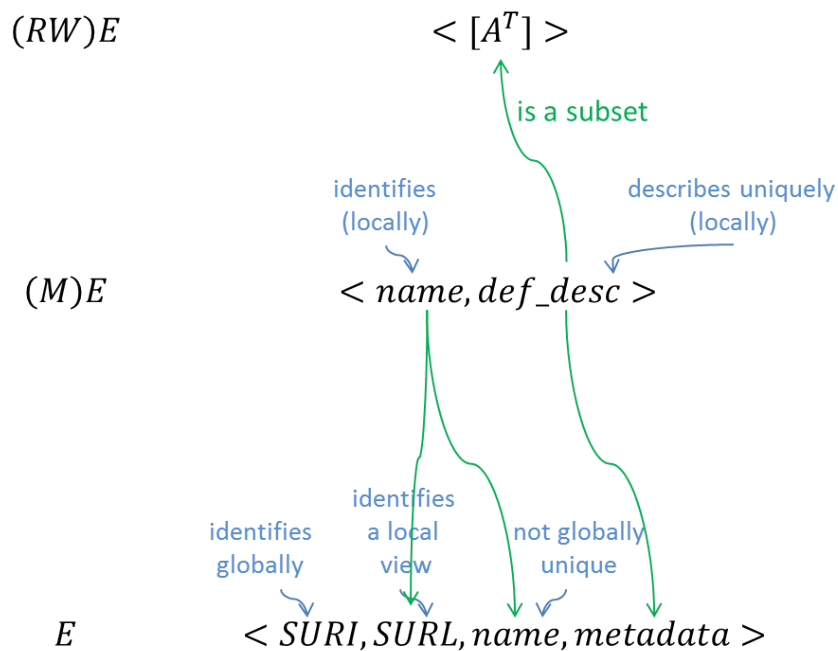 (RW)E < [A^T] >
is a subset
identifies
(locally)
describes uniquely
(locally)
(M)E < name, def_desc >
identifies
globally
identifies
a local
view
not globally
unique
E < SURI, SURL, name, metadata >